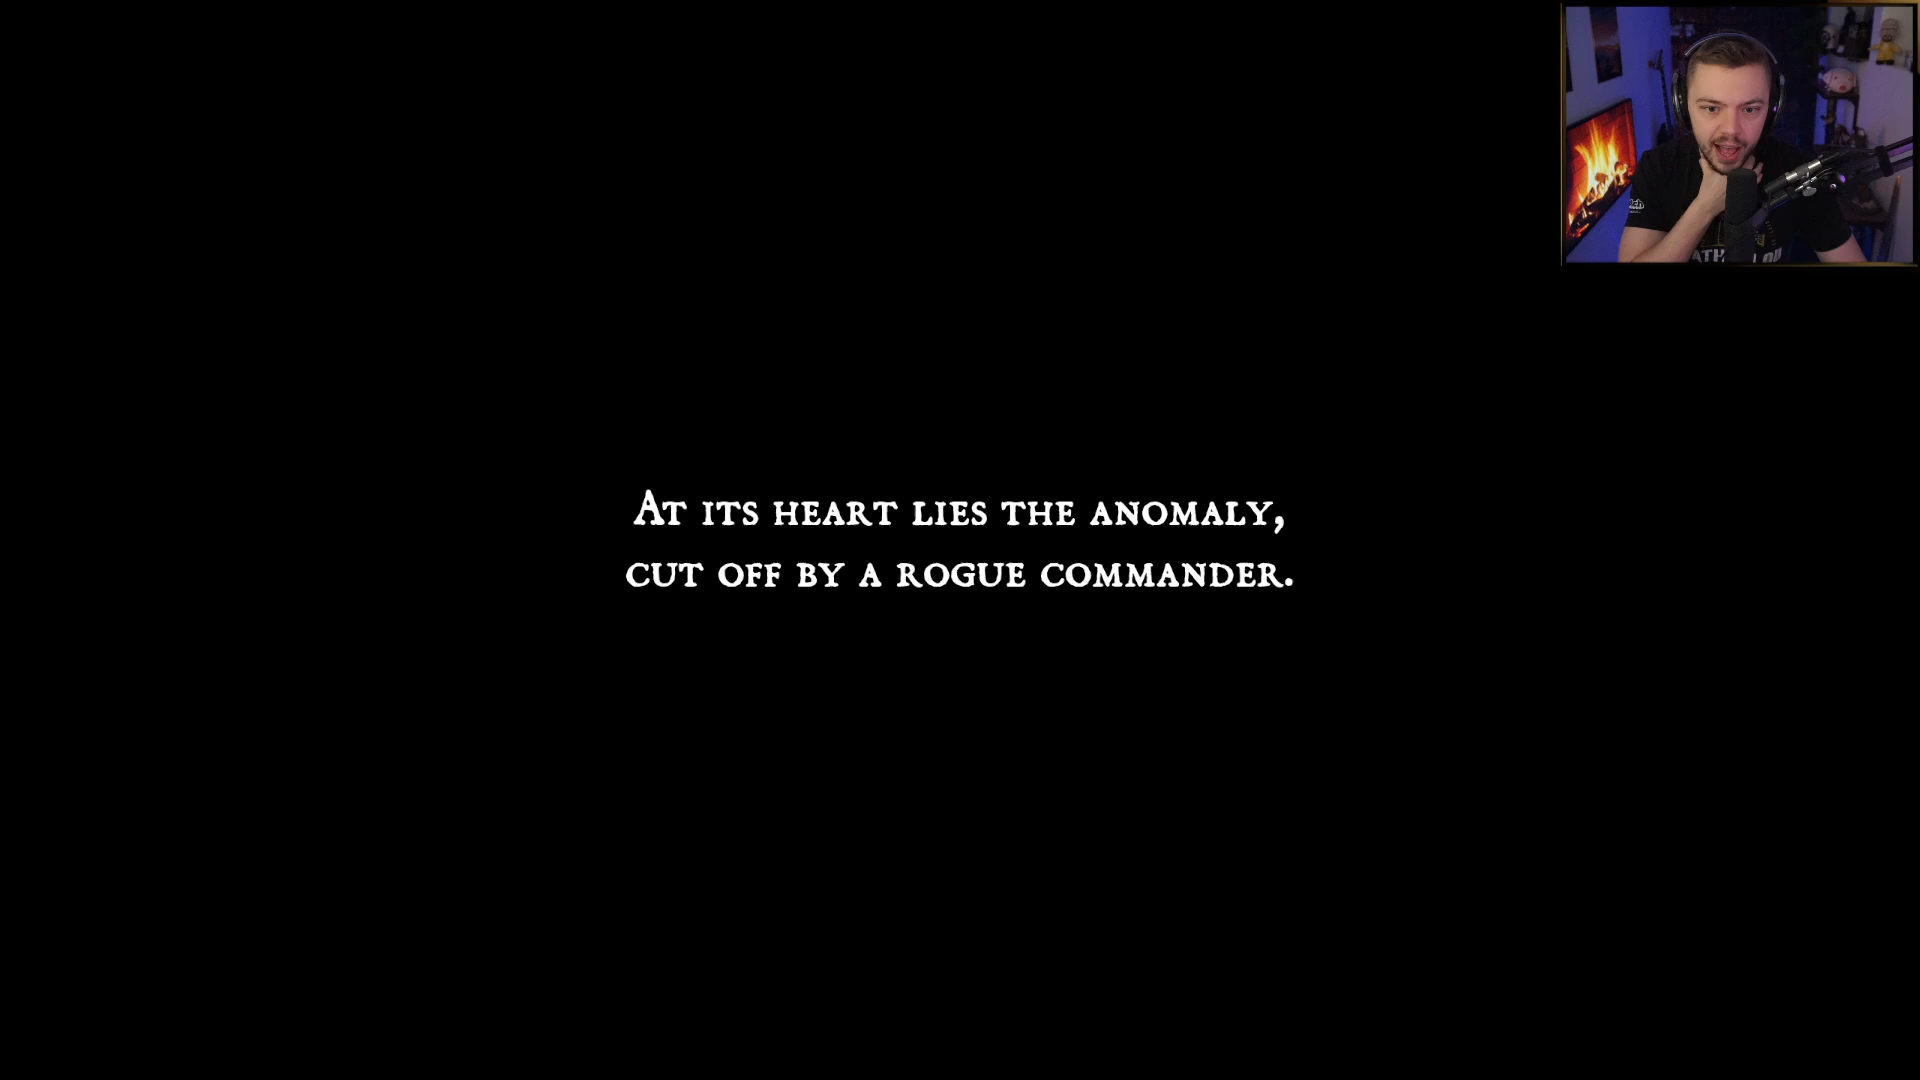 At its heart lies the anomaly,
cut off by a rogue commander.